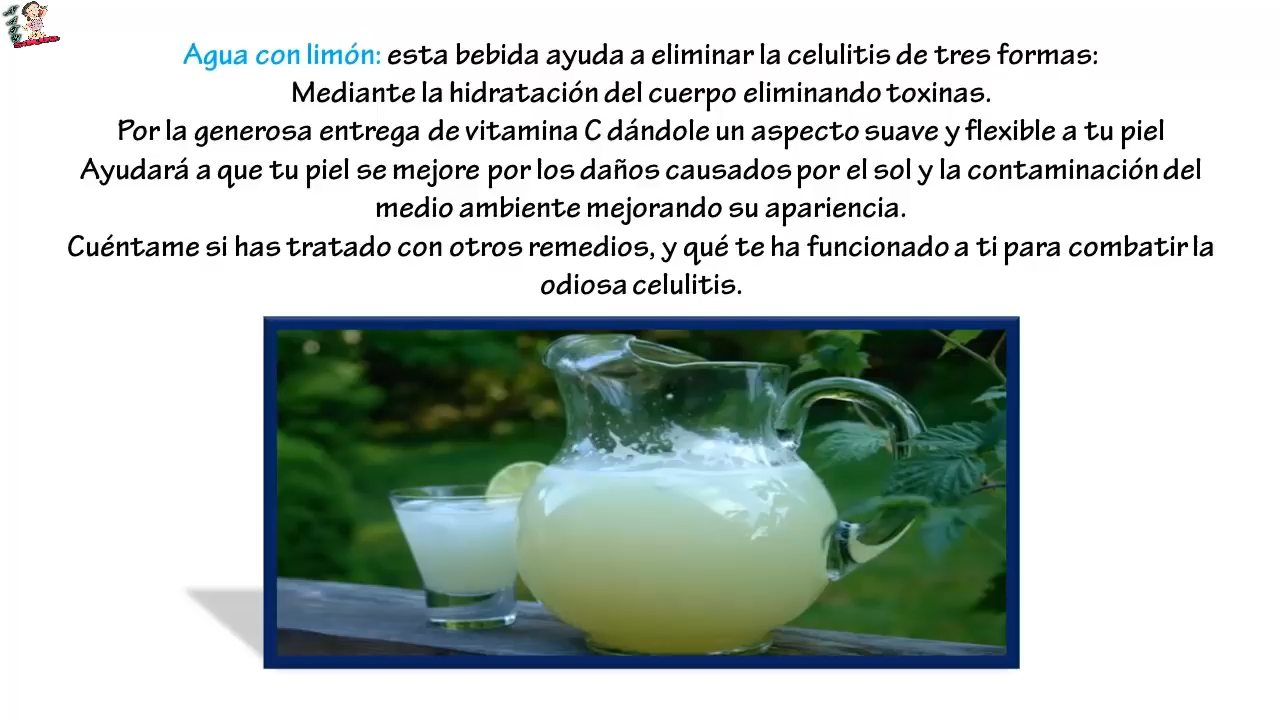 Agua con limón: esta bebida ayuda a eliminar la celulitis de tres formas:
Mediante la hidratación del cuerpo eliminando toxinas.
Por la generosa entrega de vitamina C dándole un aspecto suave y flexible a tu piel
Ayudará a que tu piel se mejore por los daños causados por el sol y la contaminación del
medio ambiente mejorando su apariencia.
Cuéntame si has tratado con otros remedios, y qué te ha funcionado a ti para combatir la
odiosa celulitis.